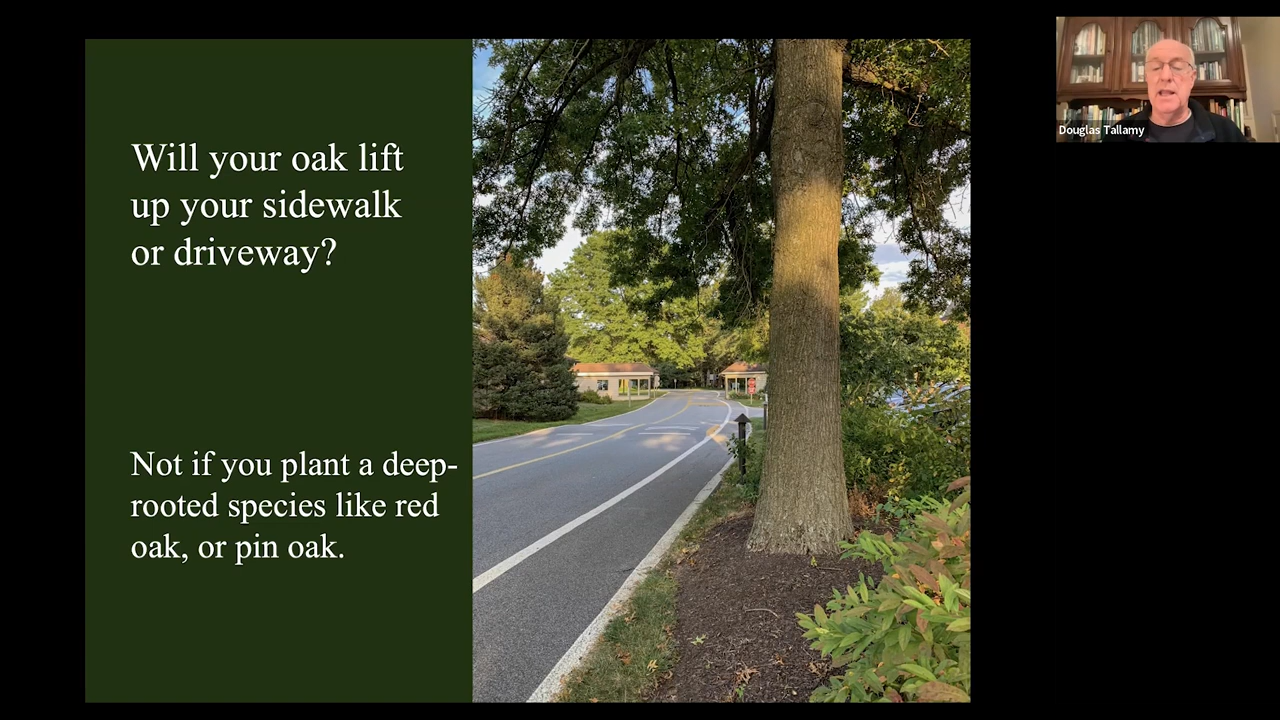 Will your oak lift
up your sidewalk
or driveway?
Not if you plant a deep-
rooted species like red
oak, or pin oak.
Douglas Tallamy